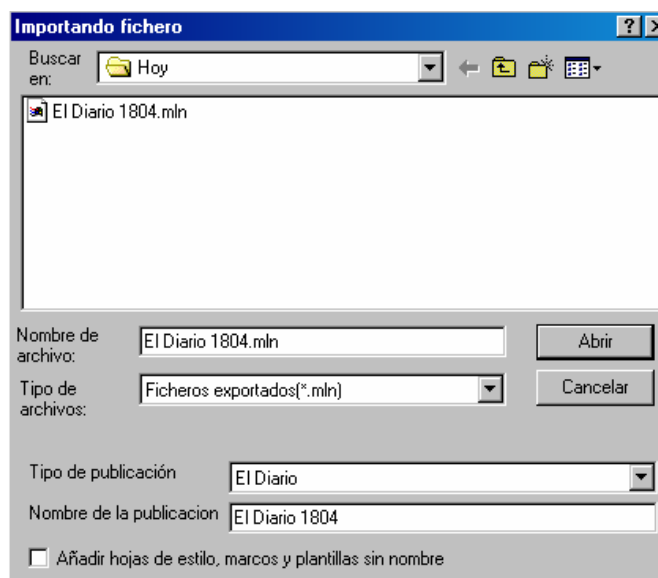 Importando fichero
Buscar
en:
Hoy
El Diario 1804.mln
Nombre de
archivo:
El Diario 1804.mln
Abrir
Tipo de
archivos:
Ficheros exportados(*.mln)
Cancelar
Tipo de publicación
El Diario
Nombre de la publicacion
El Diario 1804
Añadir hojas de estilo, marcos y plantillas sin nombre